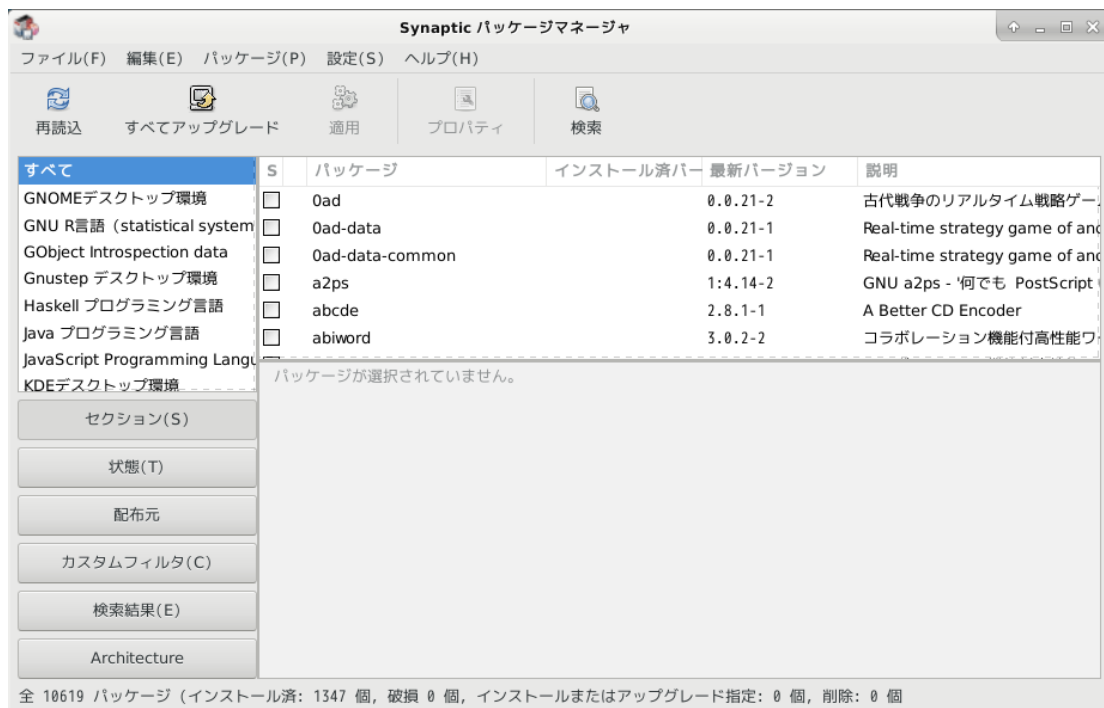 Synaptic パッケージマネージャ
ファイル(F) 編集(E) パッケージ(P) 設定(S) ヘルプ(H)
再読込 すべてアップグレード 適用 プロパティ 検索
すべて
GNOMEデスクトップ環境
GNU R言語（statistical system
GObject Introspection data
Gnustep デスクトップ環境
Haskell プログラミング言語
Java プログラミング言語
JavaScript Programming Langu
KDEデスクトップ環境
セクション(S)
状態(T)
配布元
カスタムフィルタ(C)
検索結果(E)
Architecture
S パッケージ インストール済バー 最新バージョン 説明
0ad 0.0.21-2 古代戦争のリアルタイム戦略ゲー
0ad-data 0.0.21-1 Real-time strategy game of anc
0ad-data-common 0.0.21-1 Real-time strategy game of anc
a2ps 1:4.14-2 GNU a2ps - '何でも PostScript
abcde 2.8.1-1 A Better CD Encoder
abiword 3.0.2-2 コラボレーション機能付高性能ワ
パッケージが選択されていません。
全 10619 パッケージ (インストール済: 1347 個, 破損 0 個, インストールまたはアップグレード指定: 0 個, 削除: 0 個